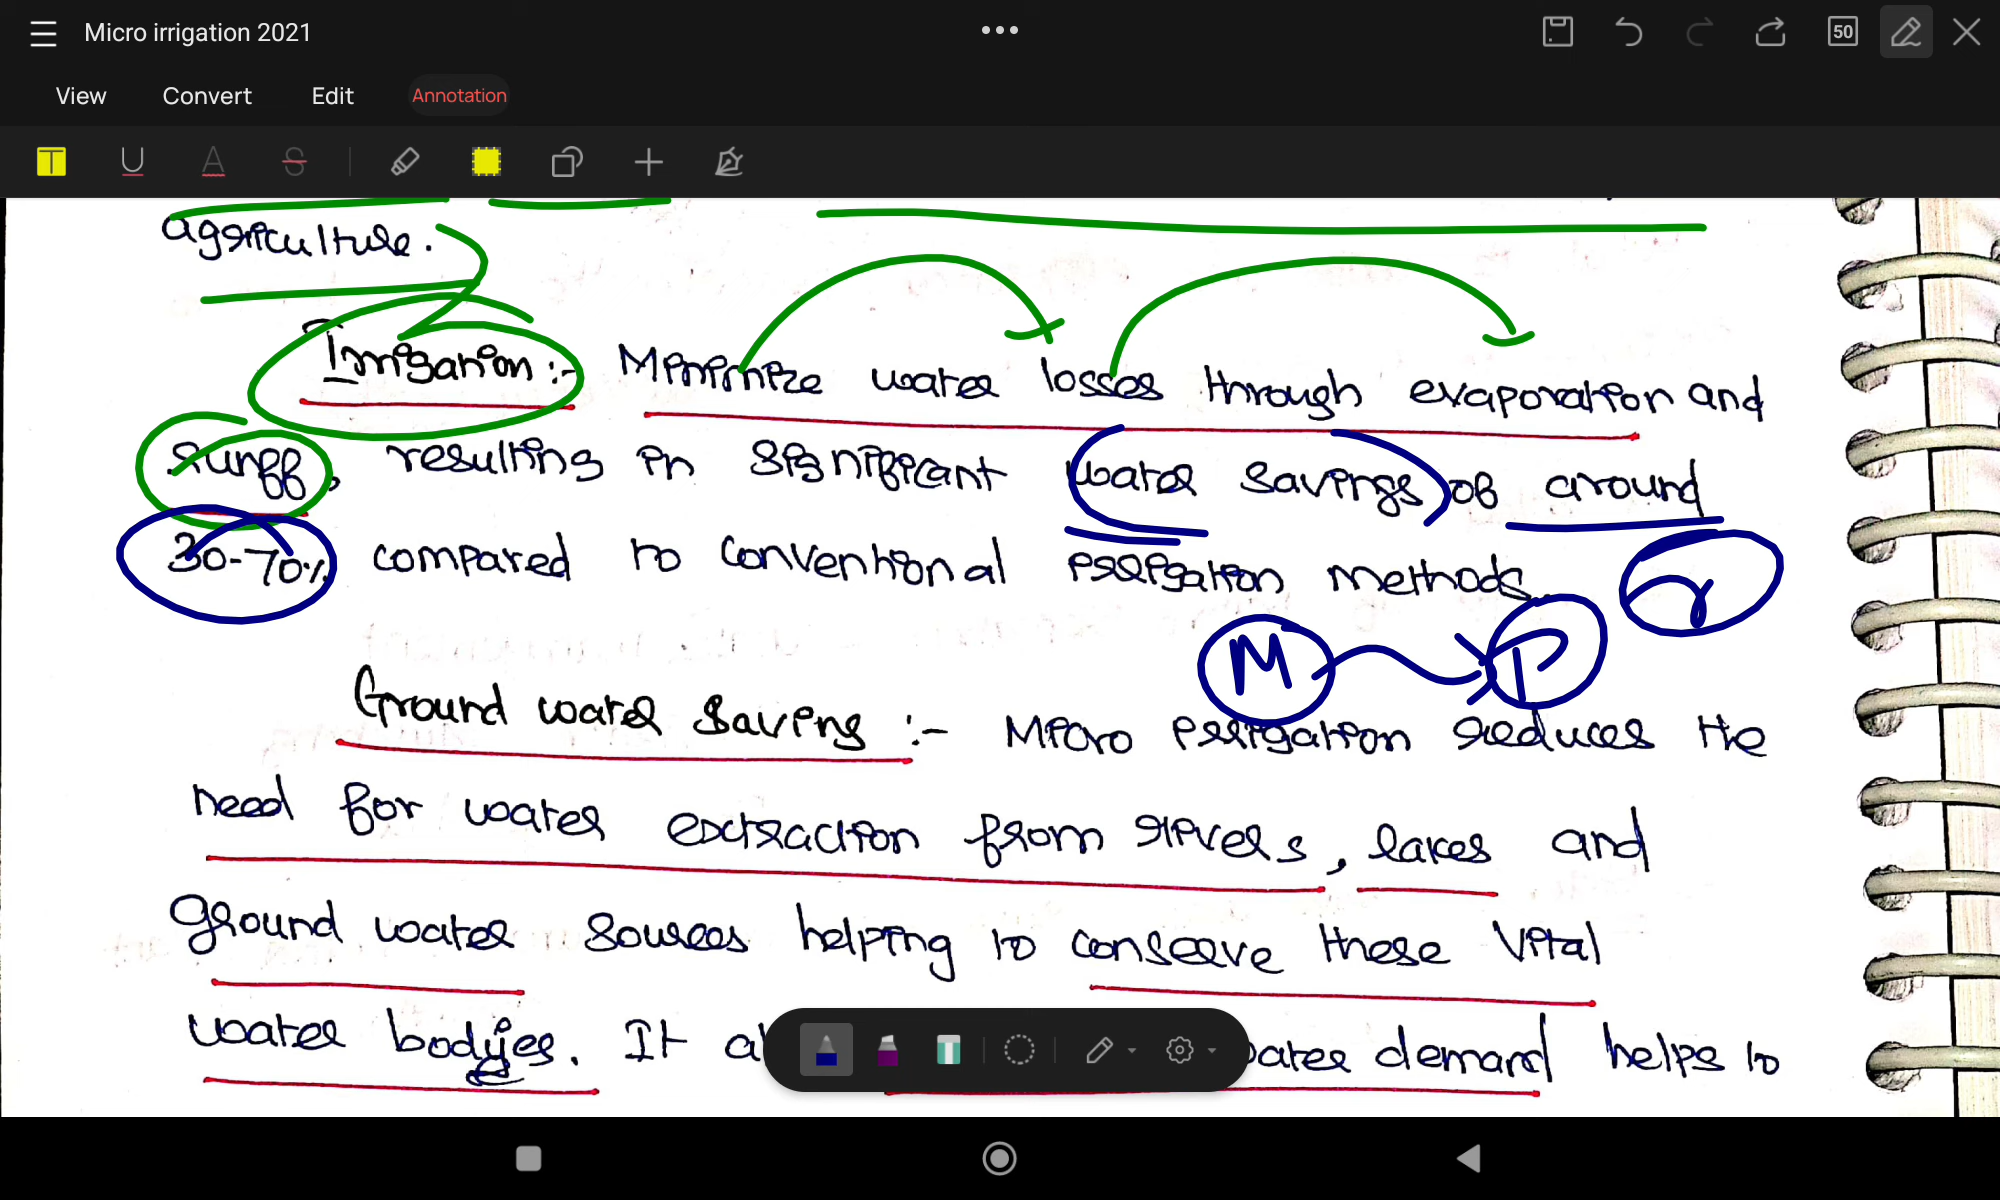 Micro irrigation 2021
50
View Convert Edit Annotation
agriculture.
Irrigation :- Minimize water losses through evaporation and
runff, resulting in significant water savings of around
30-70% compared to conventional irrigation methods.
M P
Ground water Saving :- Micro irrigation reduces the
need for water extraction from rivers, lakes and
Ground water sources helping to conserve these vital
water bodyies. It water demand helps to